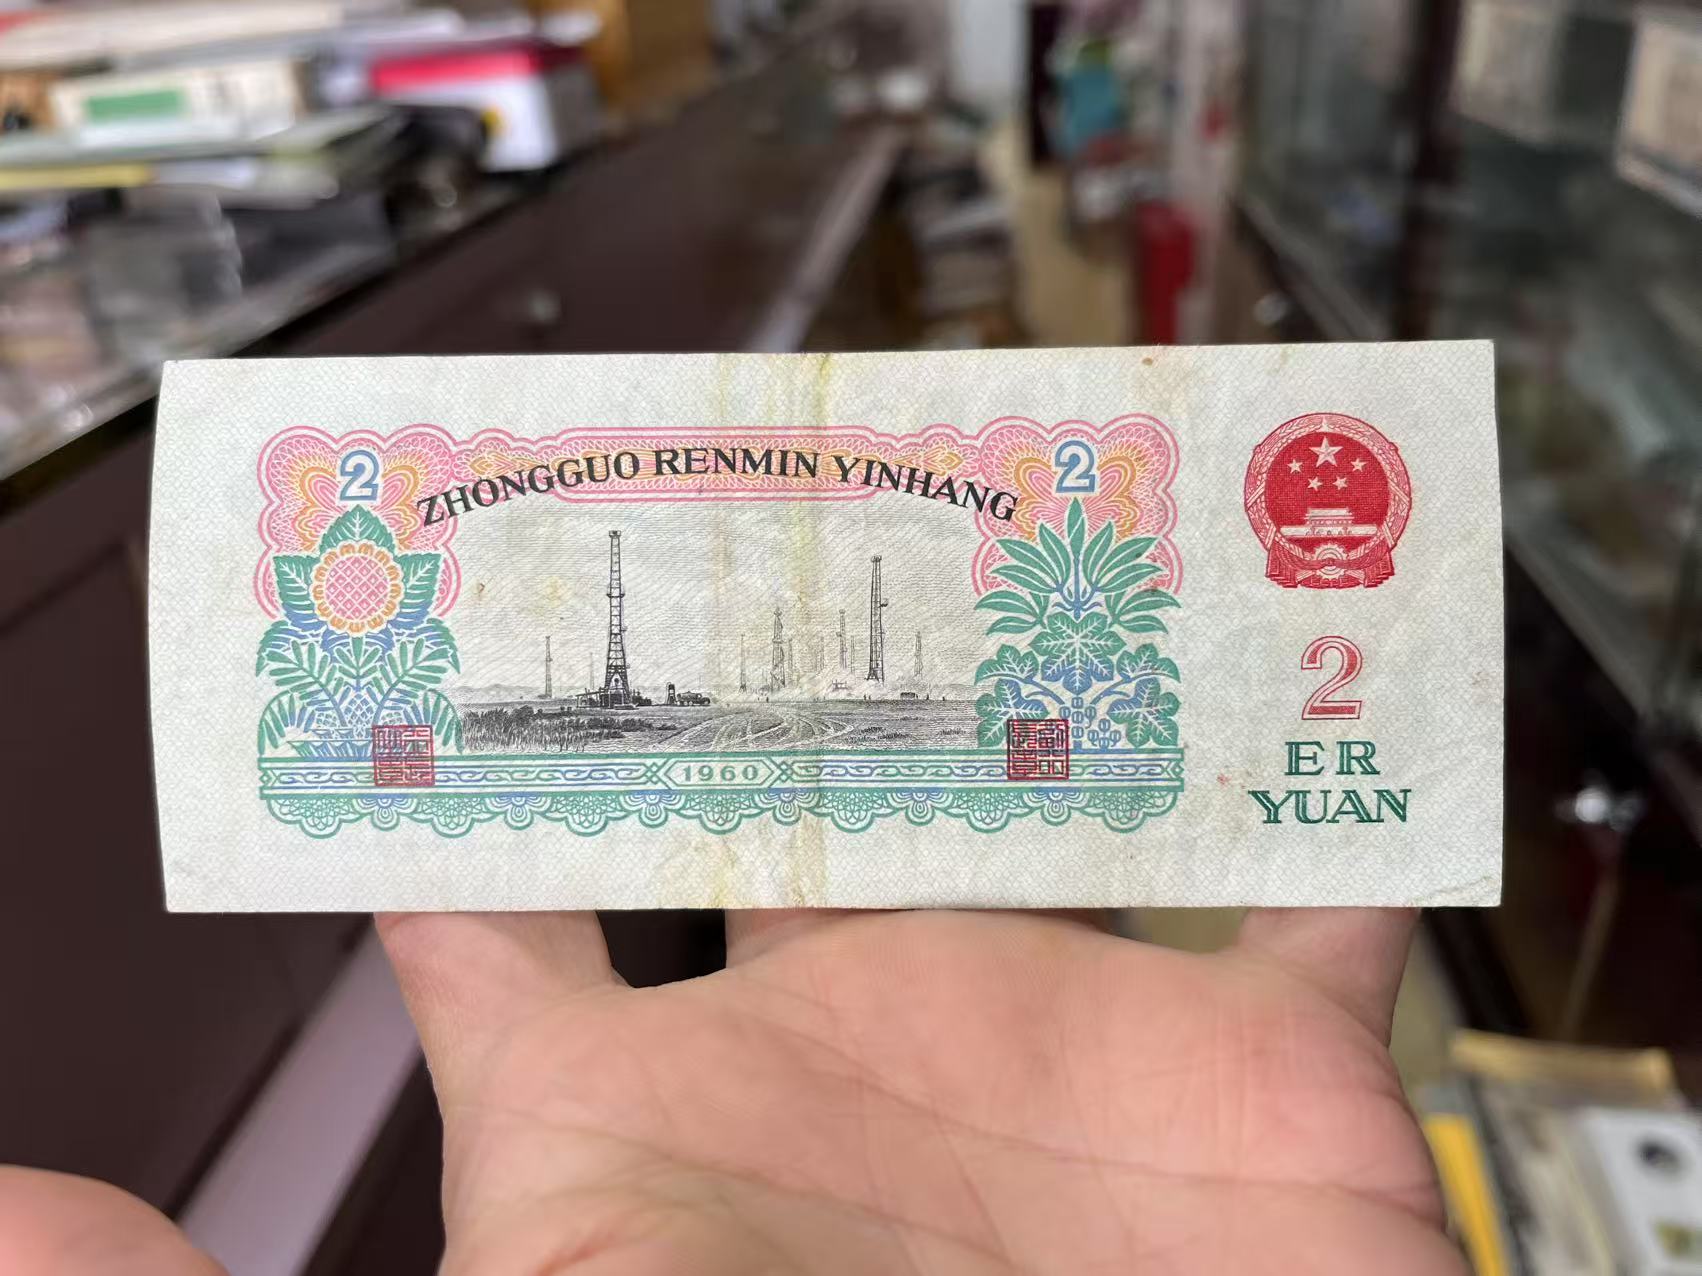 2
ZHONGGUO RENMIN YINHANG
2
1960
2
ER
YUAN